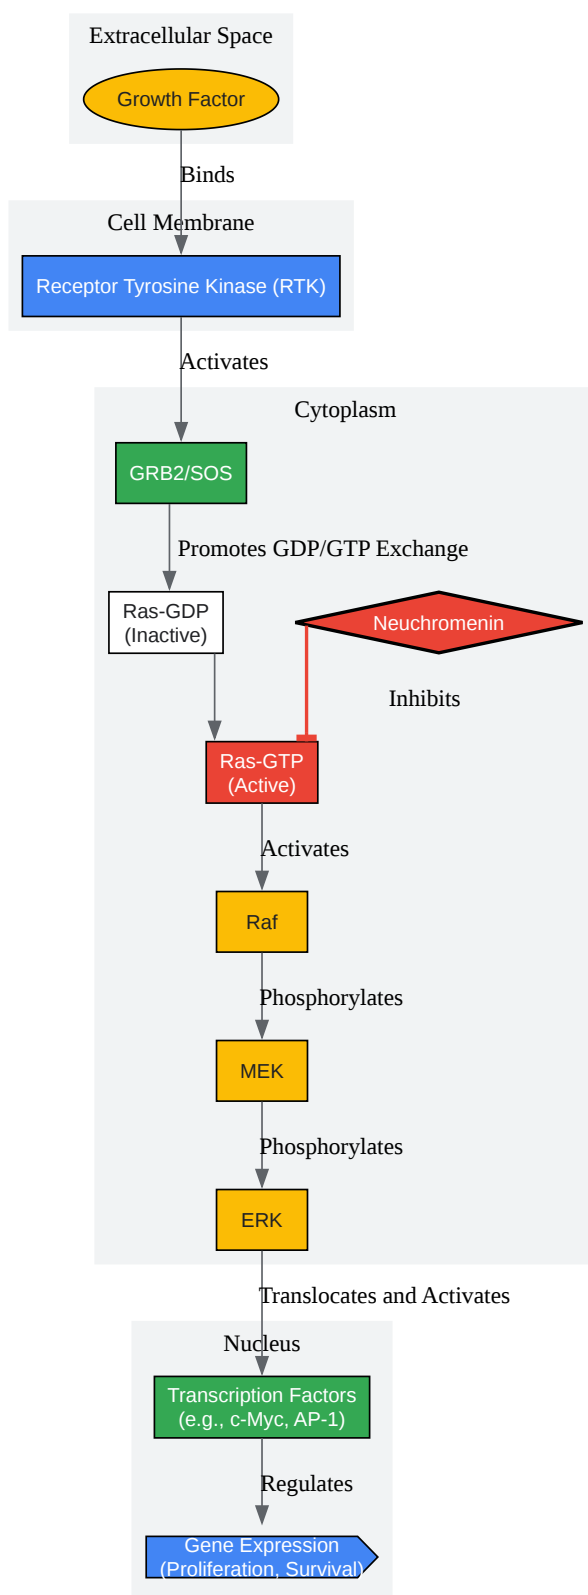 Extracellular Space
Growth Factor
Binds
Cell Membrane
Receptor Tyrosine Kinase (RTK)
Activates
Cytoplasm
GRB2/SOS
Promotes GDP/GTP Exchange
Ras-GDP
(Inactive)
Neuchromenin
Inhibits
Ras-GTP
(Active)
Activates
Raf
Phosphorylates
MEK
Phosphorylates
ERK
Translocates and Activates
Nucleus
Transcription Factors
(e.g., c-Myc, AP-1)
Regulates
Gene Expression
(Proliferation, Survival)